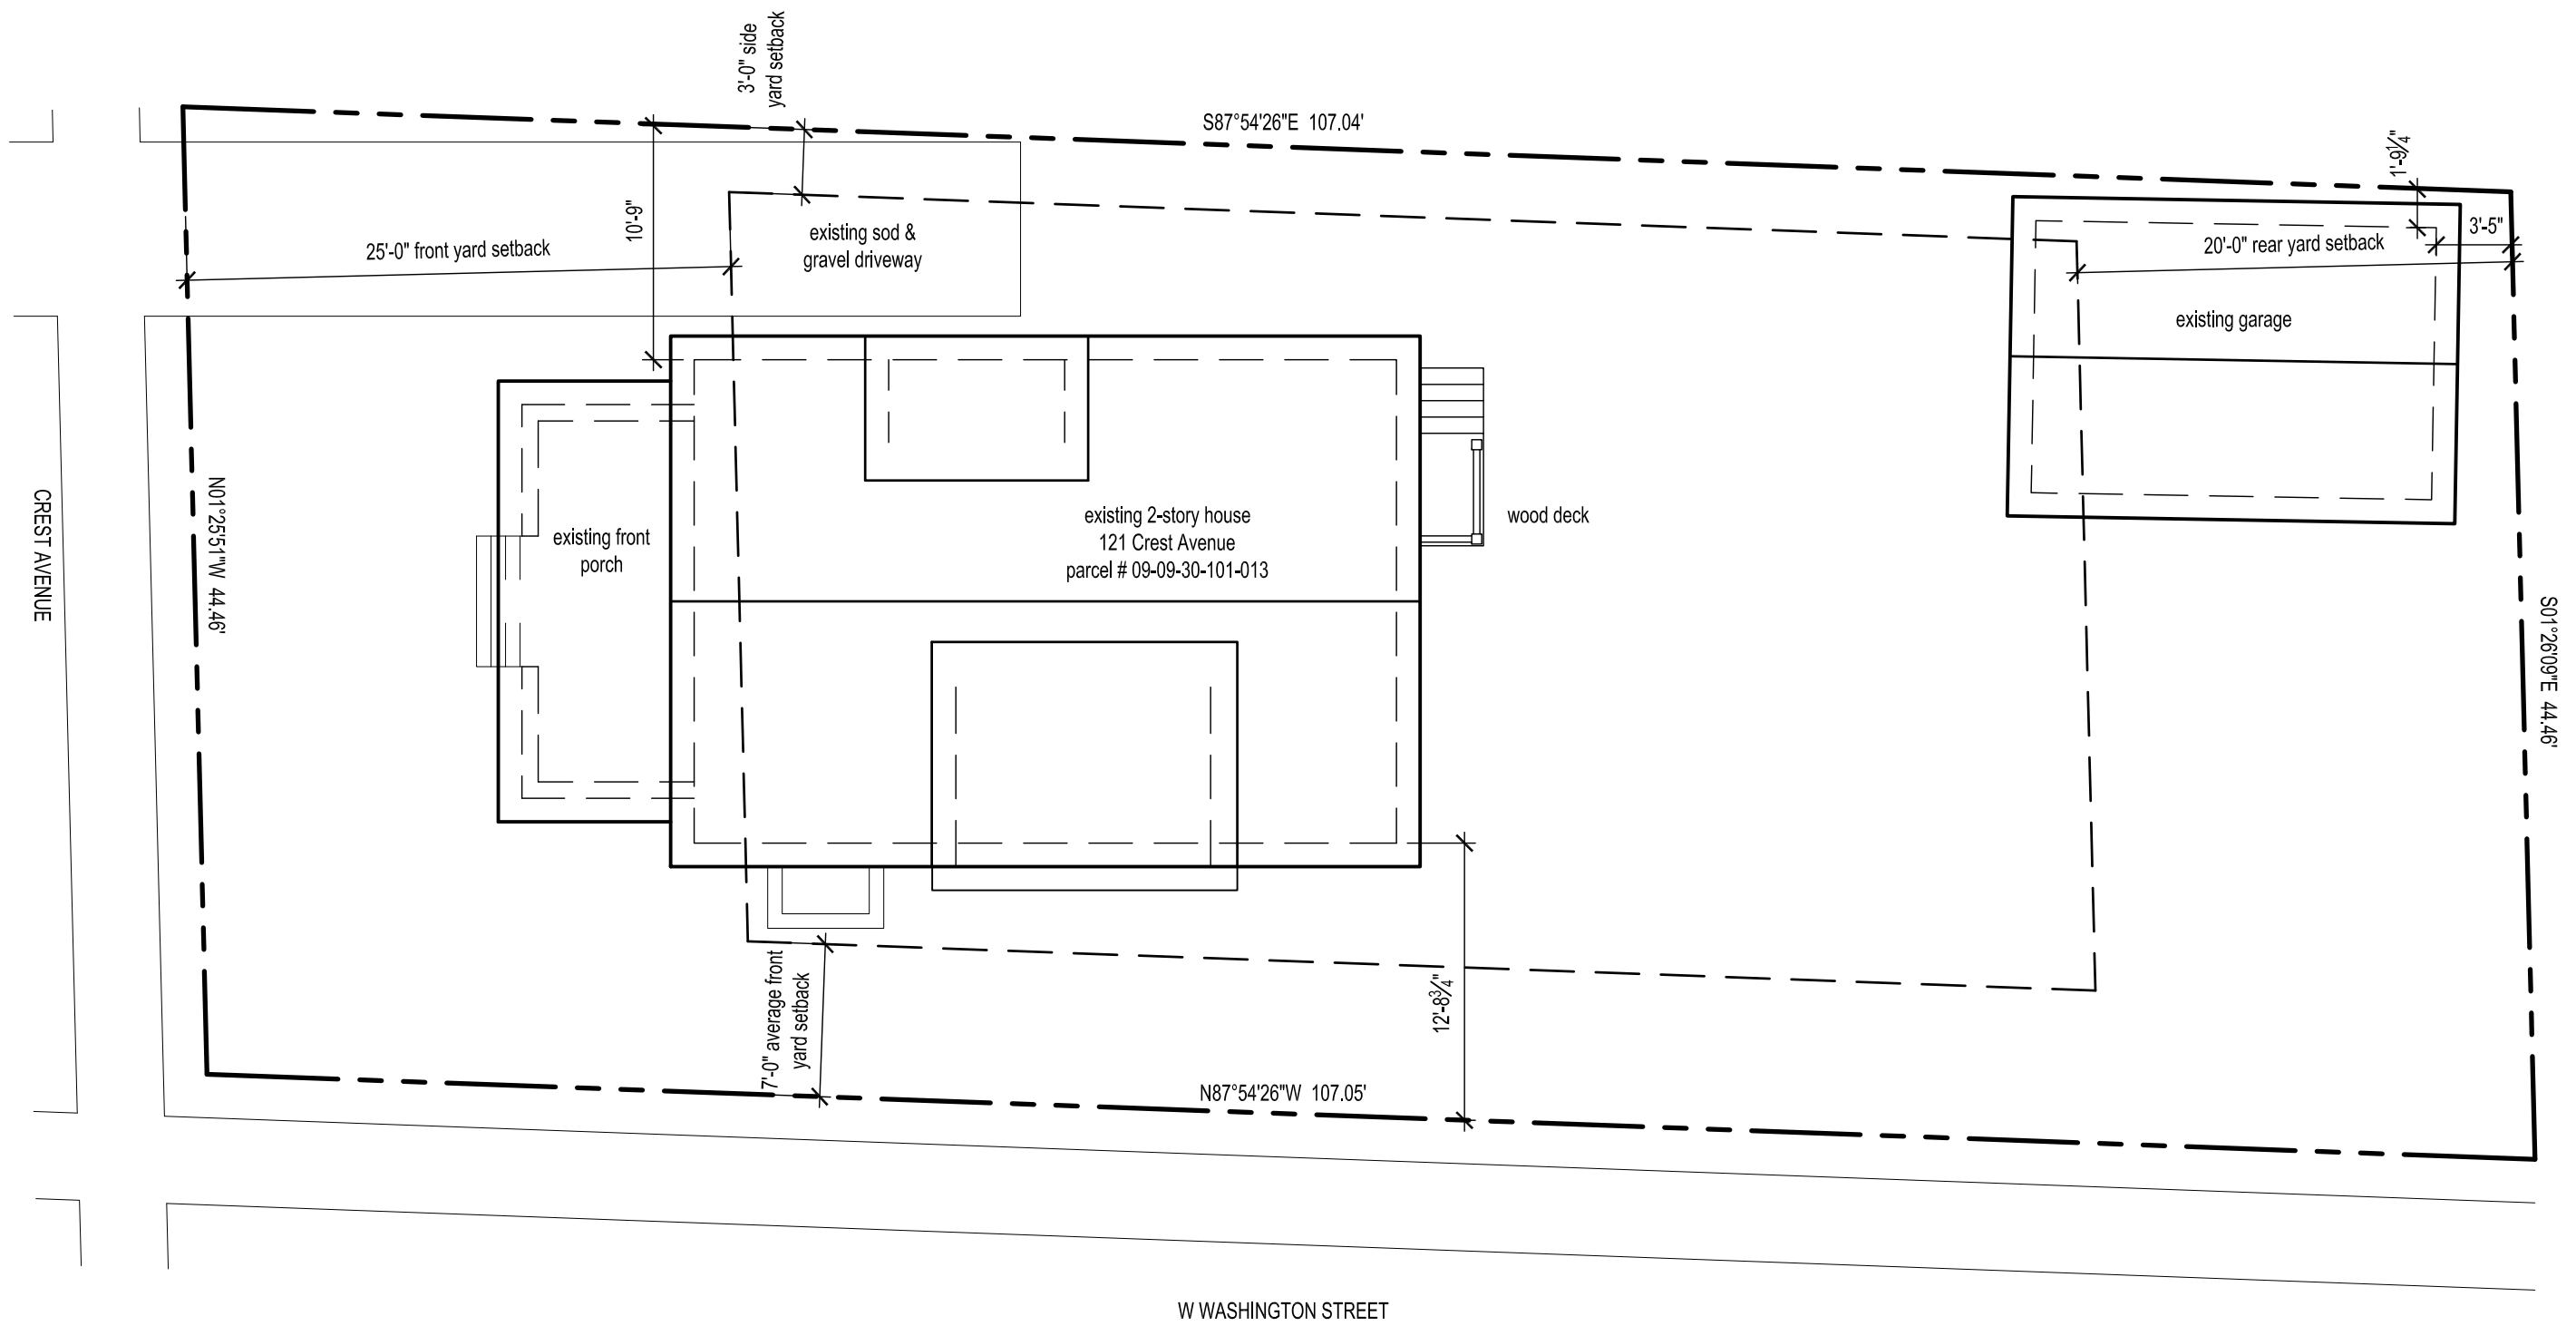 3'-0" side
yard setback
S87°54'26"E 107.04'
1'-9¼"
10'-9"
existing sod &
gravel driveway
25'-0" front yard setback
3'-5"
20'-0" rear yard setback
existing garage
CREST AVENUE
N01°25'51"W 44.46'
existing front
porch
existing 2-story house
121 Crest Avenue
parcel # 09-09-30-101-013
wood deck
S01°26'09"E 44.46'
7'-0" average front
yard setback
12'-8¾"
N87°54'26"W 107.05'
W WASHINGTON STREET